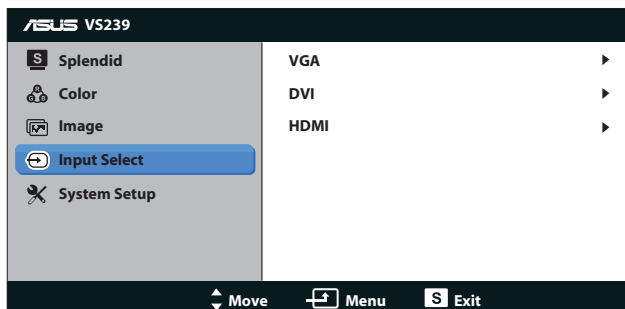 ASUS VS239
S Splendid
Color
Image
Input Select
System Setup
VGA
DVI
HDMI
Move Menu S Exit